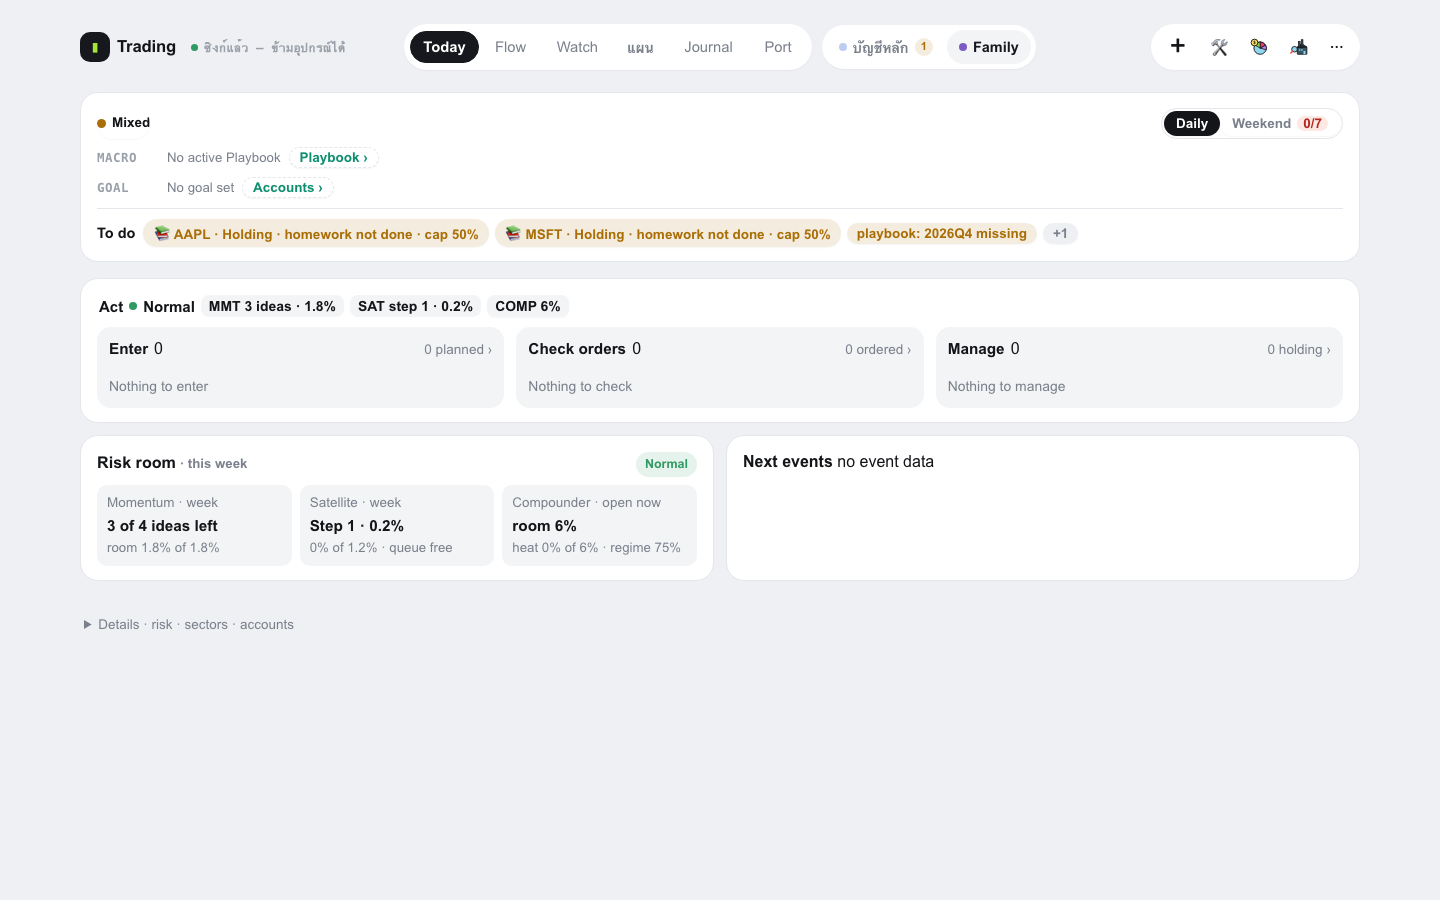 Trading ซิงก์แล้ว — ข้ามอุปกรณ์ได้ Today Flow Watch แผน Journal Port บัญชีหลัก 1 Family + ...
Mixed Daily Weekend 0/7
MACRO No active Playbook Playbook ›
GOAL No goal set Accounts ›
To do AAPL · Holding · homework not done · cap 50% MSFT · Holding · homework not done · cap 50% playbook: 2026Q4 missing +1
Act Normal MMT 3 ideas · 1.8% SAT step 1 · 0.2% COMP 6%
Enter 0 0 planned ›
Nothing to enter
Check orders 0 0 ordered ›
Nothing to check
Manage 0 0 holding ›
Nothing to manage
Risk room · this week Normal
Momentum · week
3 of 4 ideas left
room 1.8% of 1.8%
Satellite · week
Step 1 · 0.2%
0% of 1.2% · queue free
Compounder · open now
room 6%
heat 0% of 6% · regime 75%
Next events no event data
Details · risk · sectors · accounts